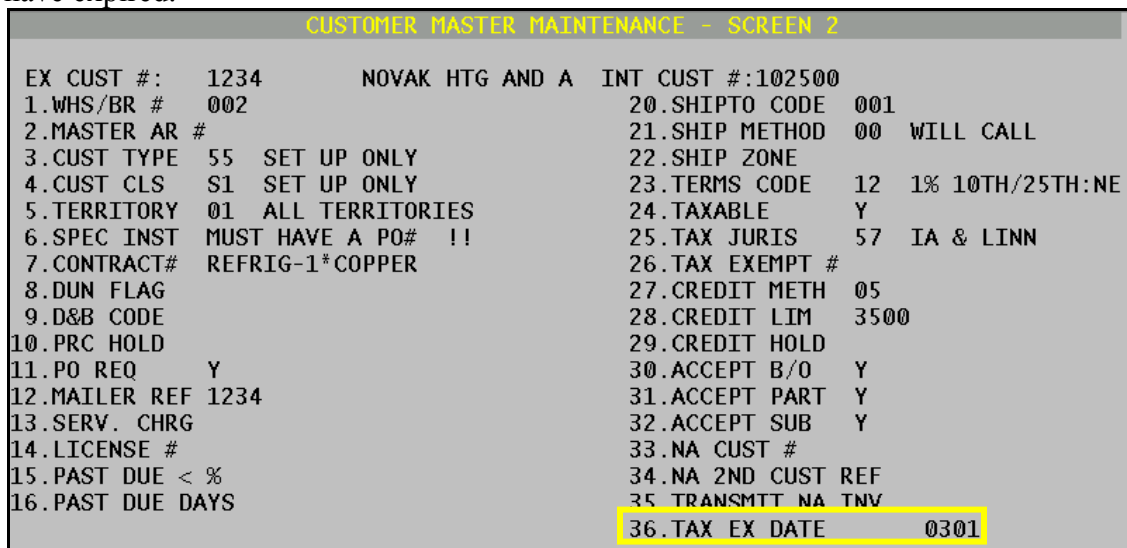 have expired.
CUSTOMER MASTER MAINTENANCE - SCREEN 2
EX CUST #: 1234 NOVAK HTG AND A INT CUST #:102500
1.WHS/BR # 002 20.SHIPTO CODE 001
2.MASTER AR # 21.SHIP METHOD 00 WILL CALL
3.CUST TYPE 55 SET UP ONLY 22.SHIP ZONE
4.CUST CLS S1 SET UP ONLY 23.TERMS CODE 12 1% 10TH/25TH:NE
5.TERRITORY 01 ALL TERRITORIES 24.TAXABLE Y
6.SPEC INST MUST HAVE A PO# !! 25.TAX JURIS 57 IA & LINN
7.CONTRACT# REFRIG-1*COPPER 26.TAX EXEMPT #
8.DUN FLAG 27.CREDIT METH 05
9.D&B CODE 28.CREDIT LIM 3500
10.PRC HOLD 29.CREDIT HOLD
11.PO REQ Y 30.ACCEPT B/O Y
12.MAILER REF 1234 31.ACCEPT PART Y
13.SERV. CHRG 32.ACCEPT SUB Y
14.LICENSE # 33.NA CUST #
15.PAST DUE < % 34.NA 2ND CUST REF
16.PAST DUE DAYS 35.TRANSMIT NA INV
36.TAX EX DATE 0301